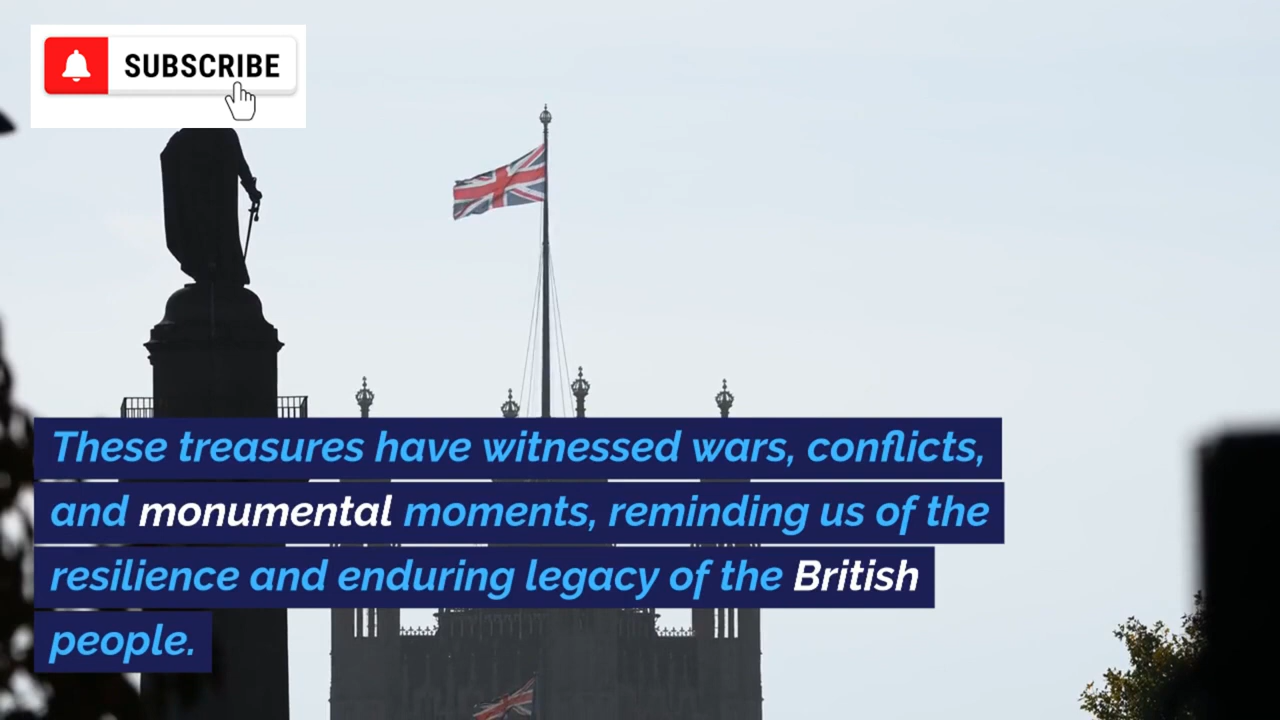 SUBSCRIBE
These treasures have witnessed wars, conflicts,
and monumental moments, reminding us of the
resilience and enduring legacy of the British
people.